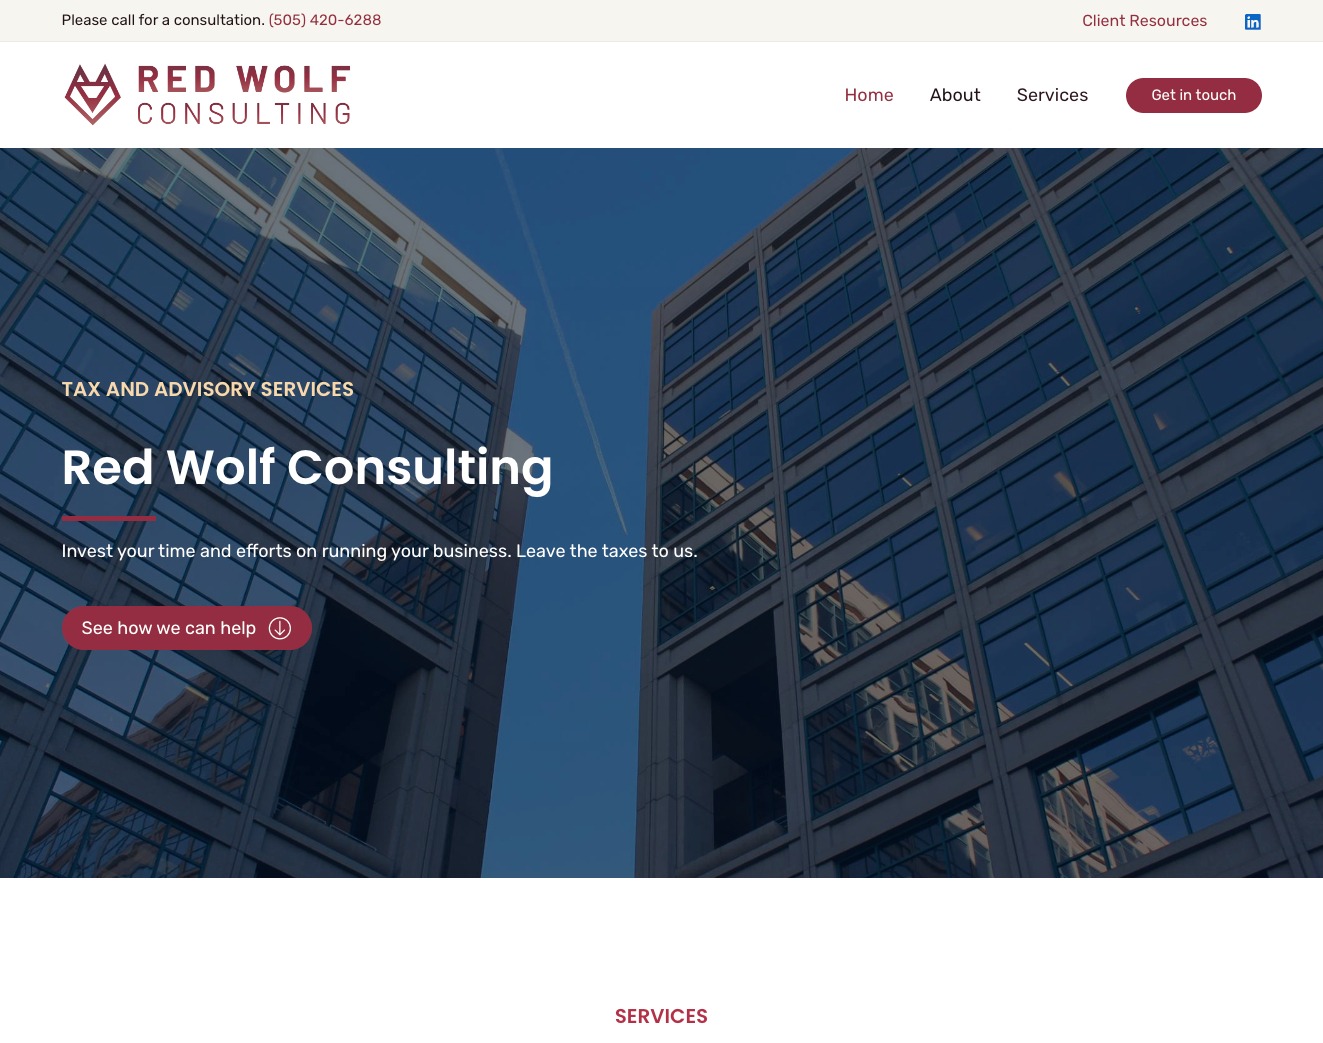 Please call for a consultation. (505) 420-6288
Client Resources
in
RED WOLF
CONSULTING
Home
About
Services
Get in touch
TAX AND ADVISORY SERVICES
Red Wolf Consulting
Invest your time and efforts on running your business. Leave the taxes to us.
See how we can help
SERVICES